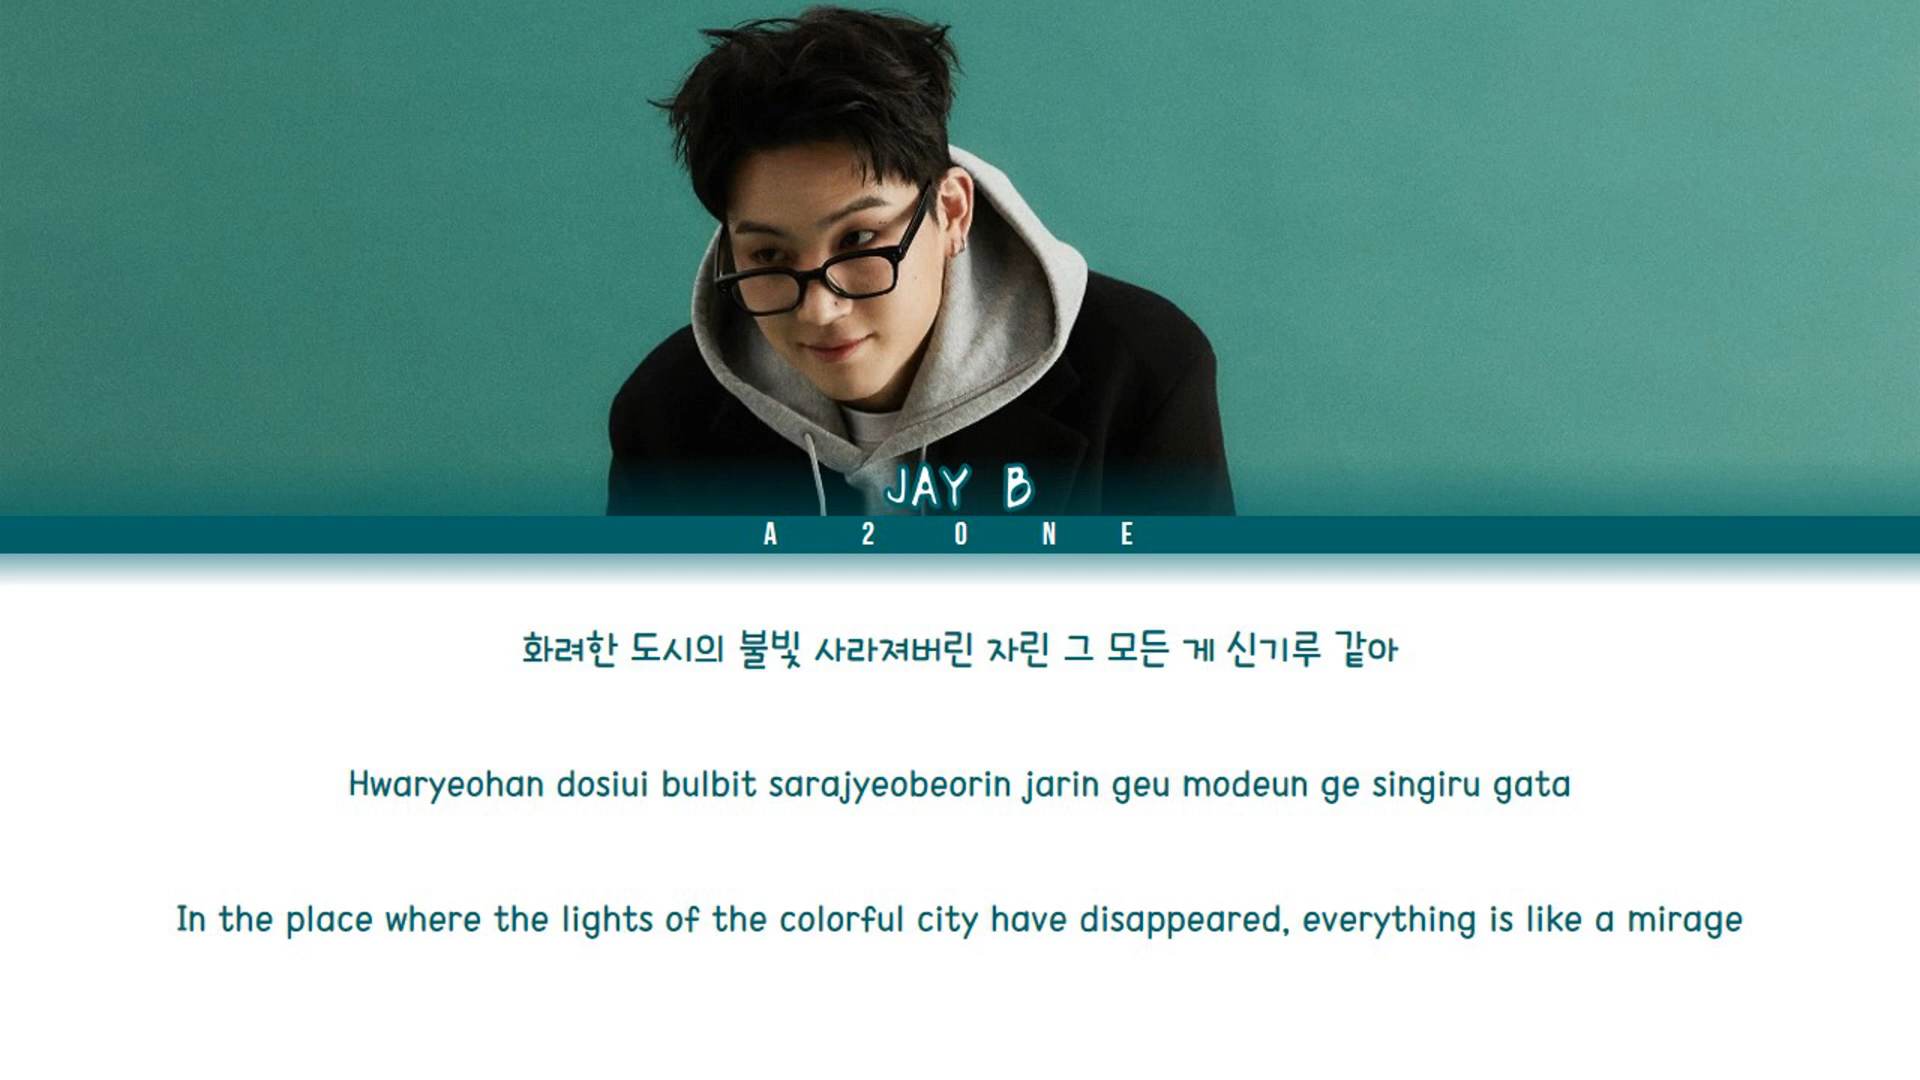 JAY B
A 2 O N E
화려한 도시의 불빛 사라져버린 자린 그 모든 게 신기루 같아
Hwaryeohan dosiui bulbit sarajyeobeorin jarin geu modeun ge singiru gata
In the place where the lights of the colorful city have disappeared, everything is like a mirage